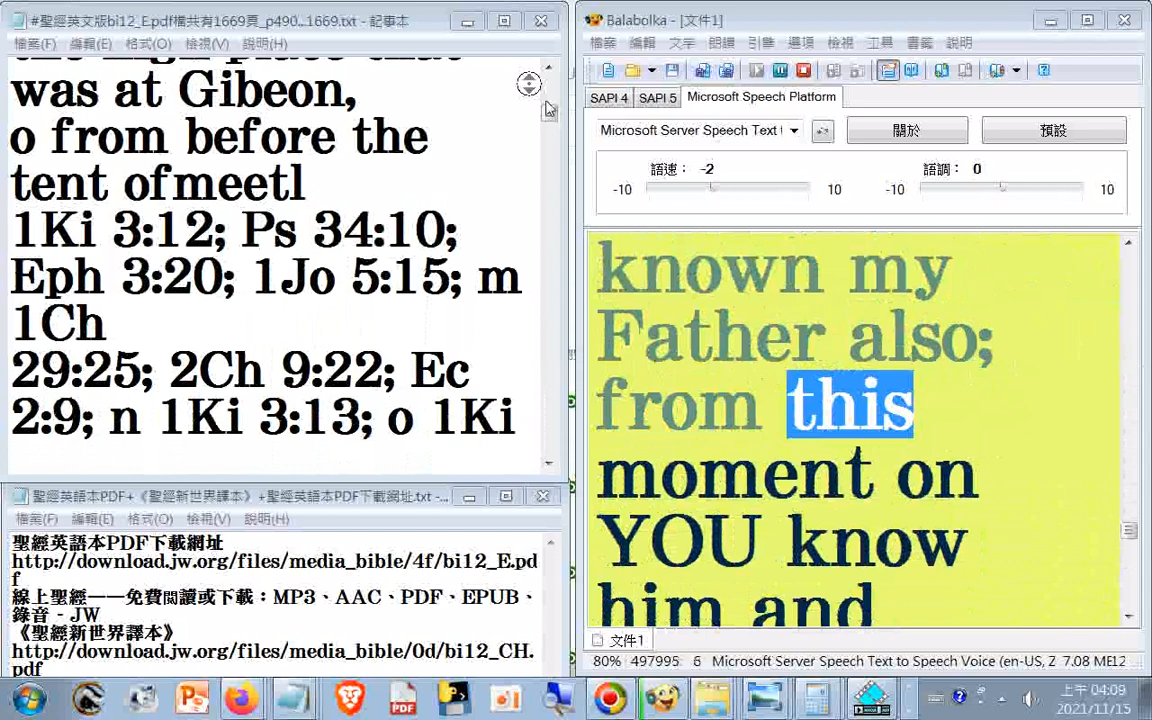 #聖經英文版bi12_E.pdf檔共有1669頁_p490...1669.txt - 記事本
檔案(F) 編輯(E) 格式(O) 檢視(V) 說明(H)
was at Gibeon,
o from before the
tent ofmeetl
1Ki 3:12; Ps 34:10;
Eph 3:20; 1Jo 5:15; m
1Ch
29:25; 2Ch 9:22; Ec
2:9; n 1Ki 3:13; o 1Ki
聖經英語本PDF+《聖經新世界譯本》+聖經英語本PDF下載網址.txt -...
檔案(F) 編輯(E) 格式(O) 檢視(V) 說明(H)
聖經英語本PDF下載網址
http://download.jw.org/files/media_bible/4f/bi12_E.pd
f
線上聖經——免費閱讀或下載：MP3、AAC、PDF、EPUB、
錄音 - JW
《聖經新世界譯本》
http://download.jw.org/files/media_bible/0d/bi12_CH.
pdf
Balabolka - [文件1]
檔案 編輯 文字 朗讀 引擎 選項 檢視 工具 書籤 說明
SAPI 4 SAPI 5 Microsoft Speech Platform
Microsoft Server Speech Text 關於 預設
語速： -2 語調： 0
-10 10 -10 10
known my
Father also;
from this
moment on
YOU know
him and
文件1
80% 497995 6 Microsoft Server Speech Text to Speech Voice (en-US, Z 7.08 ME12
上午 04:09
2021/11/15